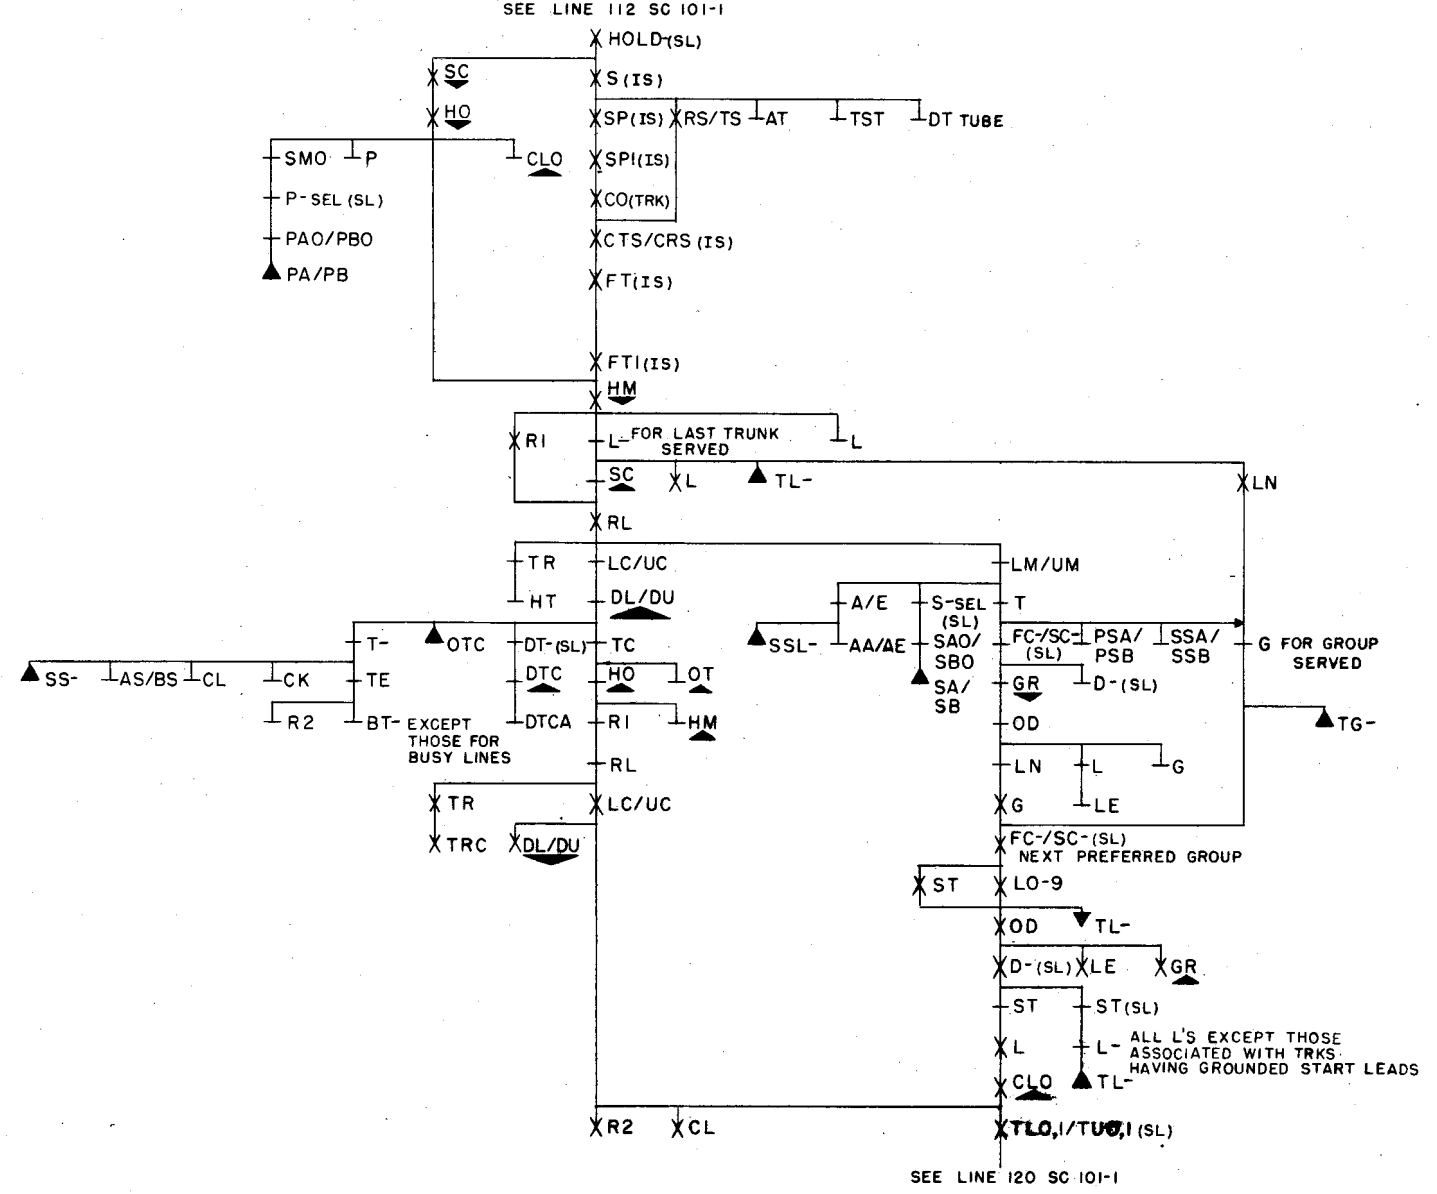 SEE LINE 112 SC 101-1
HOLD-(SL)
SC
S(IS)
HO
SP(IS)
RS/TS
AT
TST
DT TUBE
SMO
P
CLO
SP1(IS)
P-SEL(SL)
CO(TRK)
PAO/PBO
CTS/CRS(IS)
PA/PB
FT(IS)
FT1(IS)
HM
R1
L-
FOR LAST TRUNK
SERVED
L
SC
L
TL-
LN
RL
TR
LC/UC
LM/UM
HT
DL/DU
A/E
S-SEL
(SL)
T
T-
OTC
DT-(SL)
TC
SSL-
AA/AE
SAO/
SBO
FC-/SC-
(SL)
PSA/
PSB
SSA/
SSB
G FOR GROUP
SERVED
SS-
AS/BS
CL
CK
TE
DTC
HO
OT
SA/
SB
GR
D-(SL)
R2
BT-
EXCEPT
THOSE FOR
BUSY LINES
DTCA
R1
HM
OD
TG-
RL
LN
L
G
TR
LC/UC
G
LE
TRC
DL/DU
FC-/SC-(SL)
NEXT PREFERRED GROUP
ST
LO-9
OD
TL-
D-(SL)
LE
GR
ST
ST(SL)
L
L-
ALL L'S EXCEPT THOSE
ASSOCIATED WITH TRKS
HAVING GROUNDED START LEADS
CLO
TL-
R2
CL
TLO,1/TUO,1(SL)
SEE LINE 120 SC 101-1